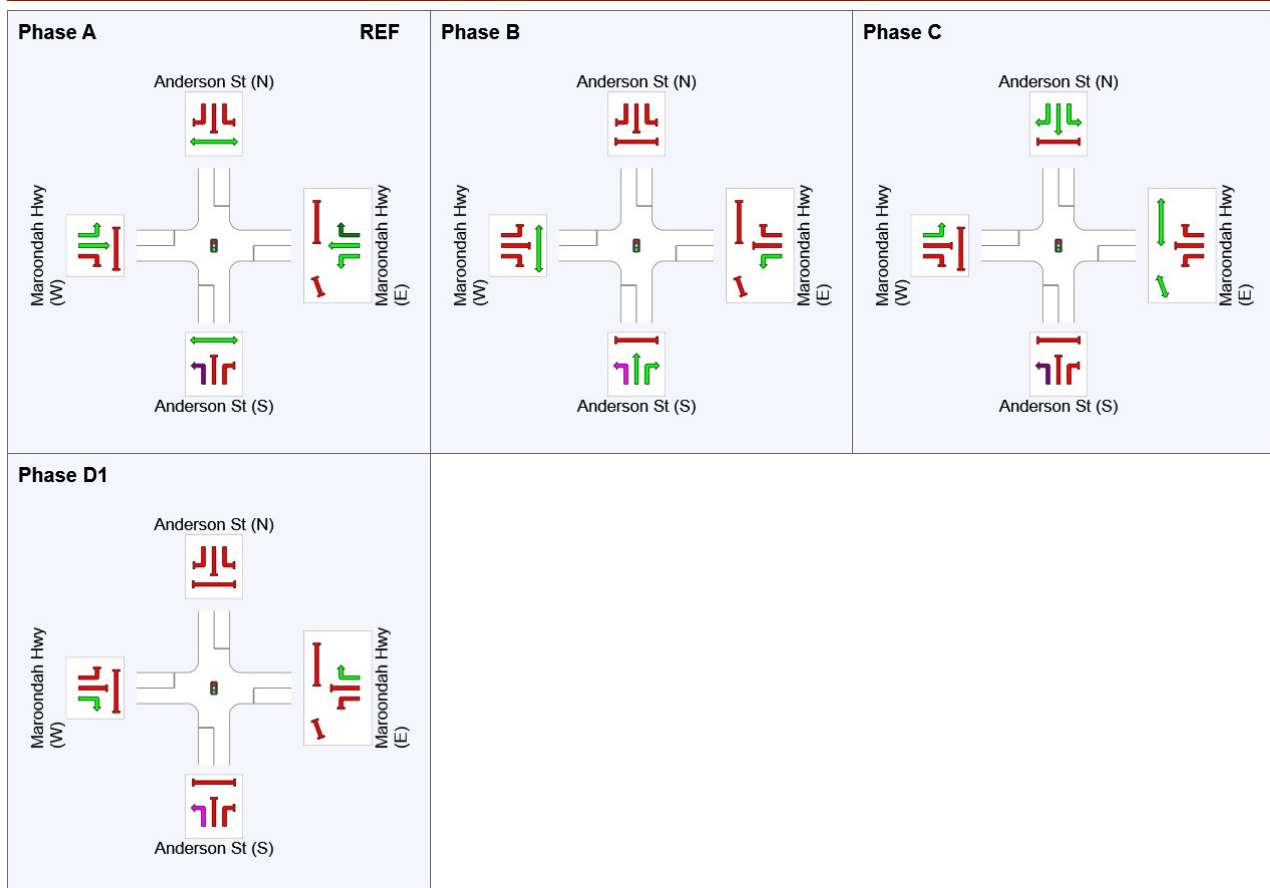 Phase A
REF
Anderson St (N)
Maroondah Hwy
(W)
Maroondah Hwy
(E)
Anderson St (S)
Phase B
Anderson St (N)
Maroondah Hwy
(W)
Maroondah Hwy
(E)
Anderson St (S)
Phase C
Anderson St (N)
Maroondah Hwy
(W)
Maroondah Hwy
(E)
Anderson St (S)
Phase D1
Anderson St (N)
Maroondah Hwy
(W)
Maroondah Hwy
(E)
Anderson St (S)